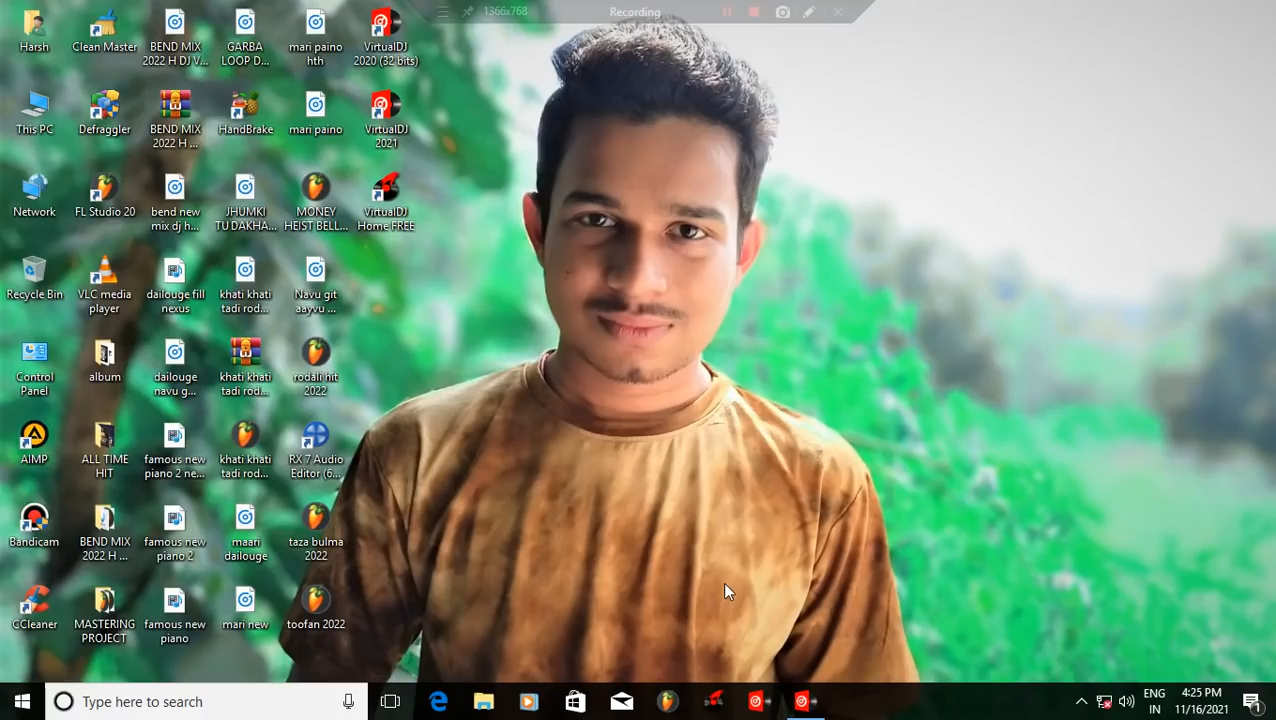 1366x768
Recording
Harsh
Clean Master
BEND MIX
2022 H DJ V...
GARBA
LOOP D...
mari paino
hth
VirtualDJ
2020 (32 bits)
This PC
Defraggler
BEND MIX
2022 H ...
HandBrake
mari paino
VirtualDJ
2021
Network
FL Studio 20
bend new
mix dj h...
JHUMKI
TU DAKHA...
MONEY
HEIST BELL...
VirtualDJ
Home FREE
Recycle Bin
VLC media
player
dailouge fill
nexus
khati khati
tadi rod...
Navu git
aayvu ...
Control
Panel
album
dailouge
navu g...
khati khati
tadi rod...
rodali hit
2022
AIMP
ALL TIME
HIT
famous new
piano 2 ne...
khati khati
tadi rod...
RX 7 Audio
Editor (6...
Bandicam
BEND MIX
2022 H ...
famous new
piano 2
maari
dailouge
taza bulma
2022
CCleaner
MASTERING
PROJECT
famous new
piano
mari new
toofan 2022
Type here to search
ENG
IN
4:25 PM
11/16/2021
1